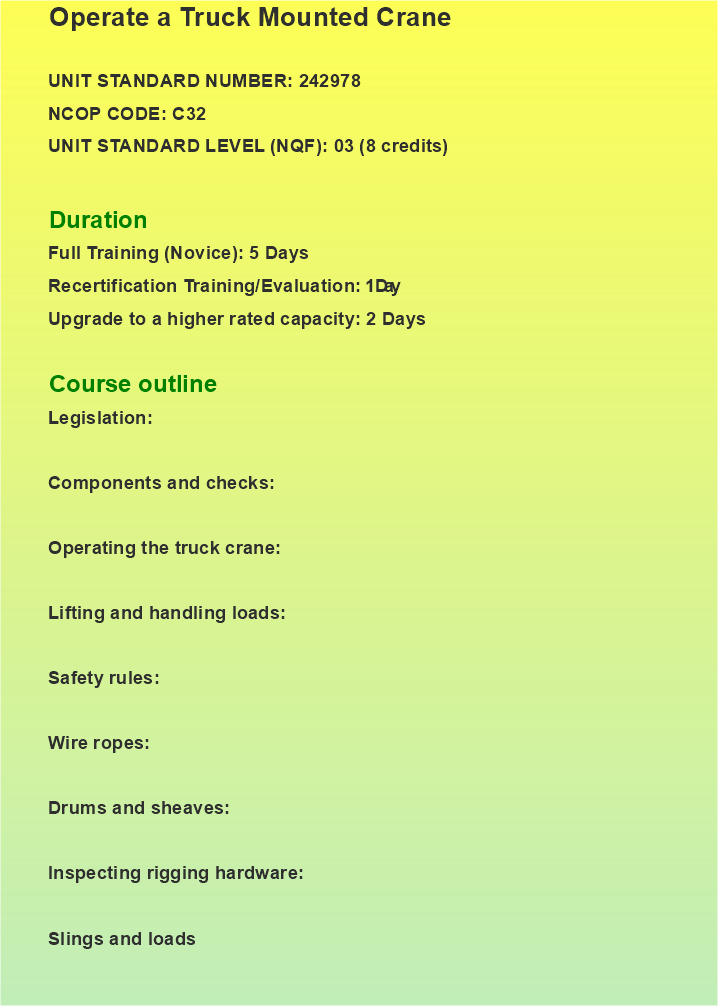 Operate a Truck Mounted Crane
UNIT STANDARD NUMBER: 242978
NCOP CODE: C32
UNIT STANDARD LEVEL (NQF): 03 (8 credits)
Duration
Full Training (Novice): 5 Days
Recertification Training/Evaluation: 1Day
Upgrade to a higher rated capacity: 2 Days
Course outline
Legislation:
Components and checks:
Operating the truck crane:
Lifting and handling loads:
Safety rules:
Wire ropes:
Drums and sheaves:
Inspecting rigging hardware:
Slings and loads